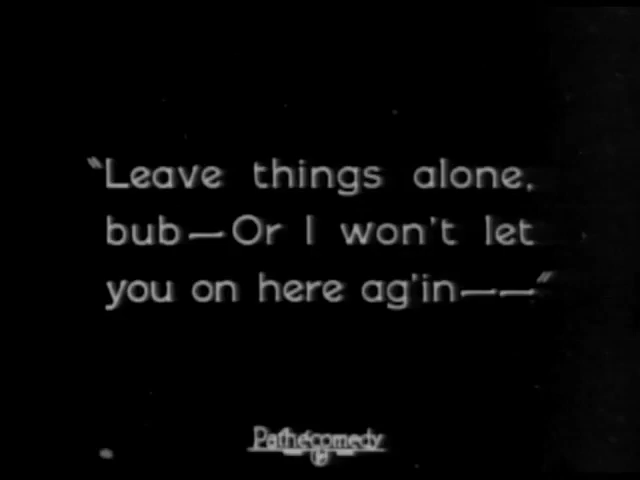 "Leave things alone,
bub—Or I won't let
you on here ag'in——"
Pathécomedy